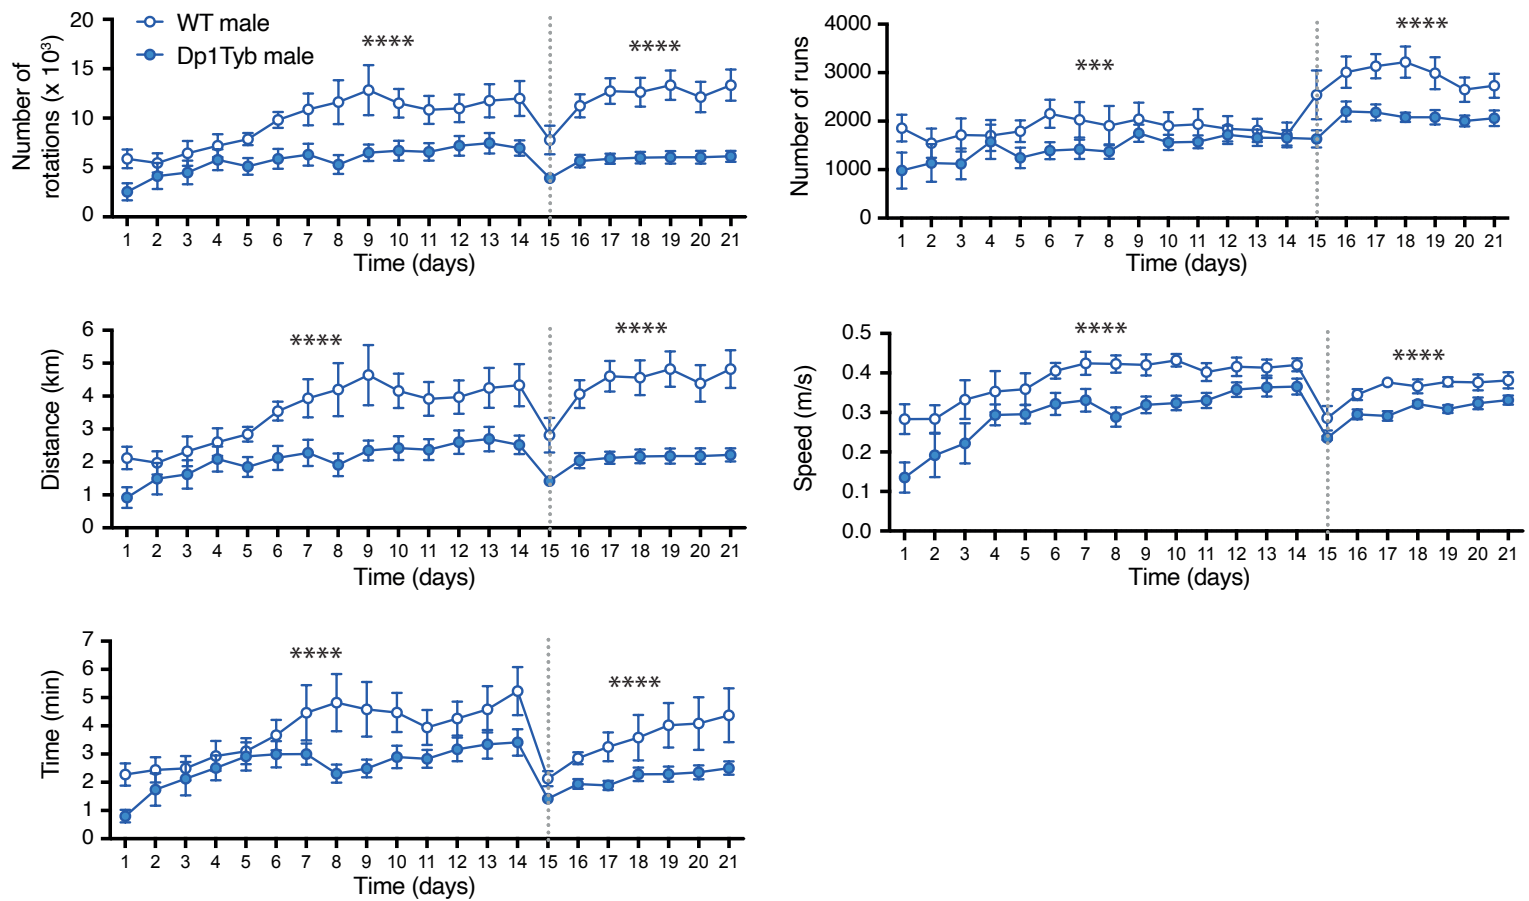 WT male
Dp1Tyb male
Number of
rotations (x 10³)
20
15
10
5
0
****
****
1 2 3 4 5 6 7 8 9 10 11 12 13 14 15 16 17 18 19 20 21
Time (days)
Number of runs
4000
3000
2000
1000
0
***
****
1 2 3 4 5 6 7 8 9 10 11 12 13 14 15 16 17 18 19 20 21
Time (days)
Distance (km)
6
5
4
3
2
1
0
****
****
1 2 3 4 5 6 7 8 9 10 11 12 13 14 15 16 17 18 19 20 21
Time (days)
Speed (m/s)
0.5
0.4
0.3
0.2
0.1
0.0
****
****
1 2 3 4 5 6 7 8 9 10 11 12 13 14 15 16 17 18 19 20 21
Time (days)
Time (min)
7
6
5
4
3
2
1
0
****
****
1 2 3 4 5 6 7 8 9 10 11 12 13 14 15 16 17 18 19 20 21
Time (days)